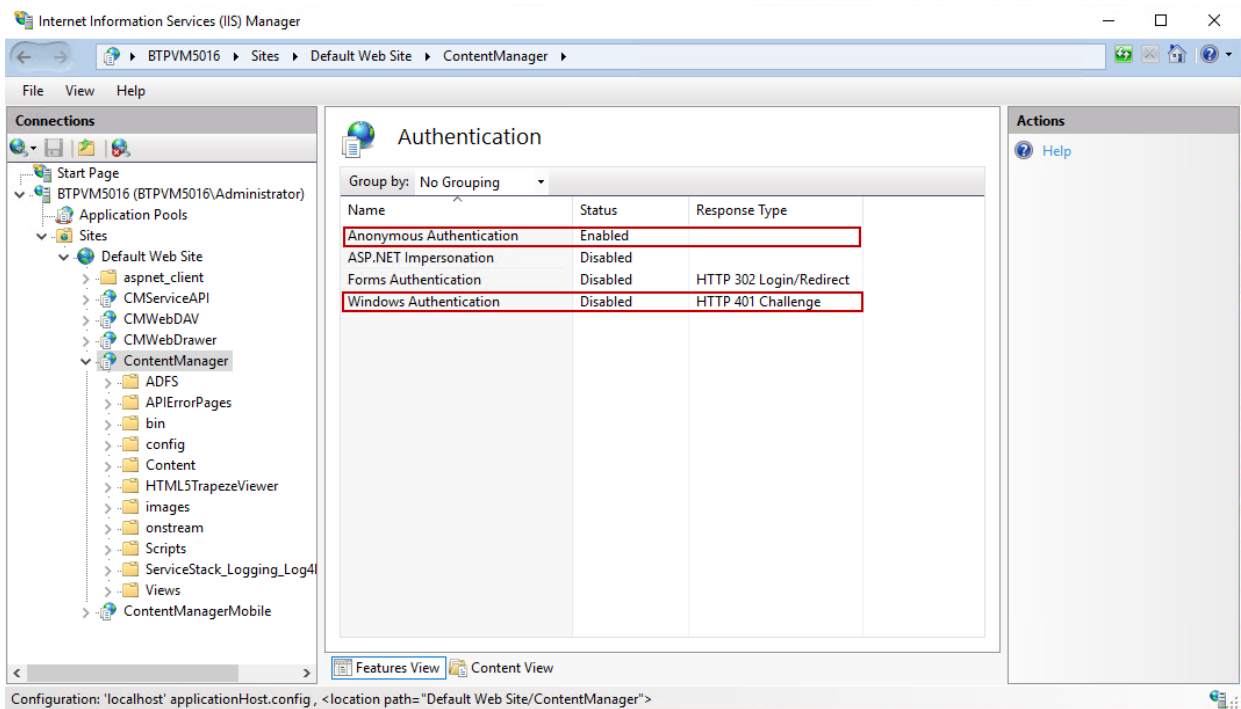 Internet Information Services (IIS) Manager
BTPVM5016 Sites Default Web Site ContentManager
File View Help
Connections
Start Page
BTPVM5016 (BTPVM5016\Administrator)
Application Pools
Sites
Default Web Site
aspnet_client
CMServiceAPI
CMWebDAV
CMWebDrawer
ContentManager
ADFS
APIErrorPages
bin
config
Content
HTML5TrapezeViewer
images
onstream
Scripts
ServiceStack_Logging_Log4
Views
ContentManagerMobile
Authentication
Group by: No Grouping
Name Status Response Type
Anonymous Authentication Enabled
ASP.NET Impersonation Disabled
Forms Authentication Disabled HTTP 302 Login/Redirect
Windows Authentication Disabled HTTP 401 Challenge
Features View Content View
Actions
Help
Configuration: 'localhost' applicationHost.config , <location path="Default Web Site/ContentManager">